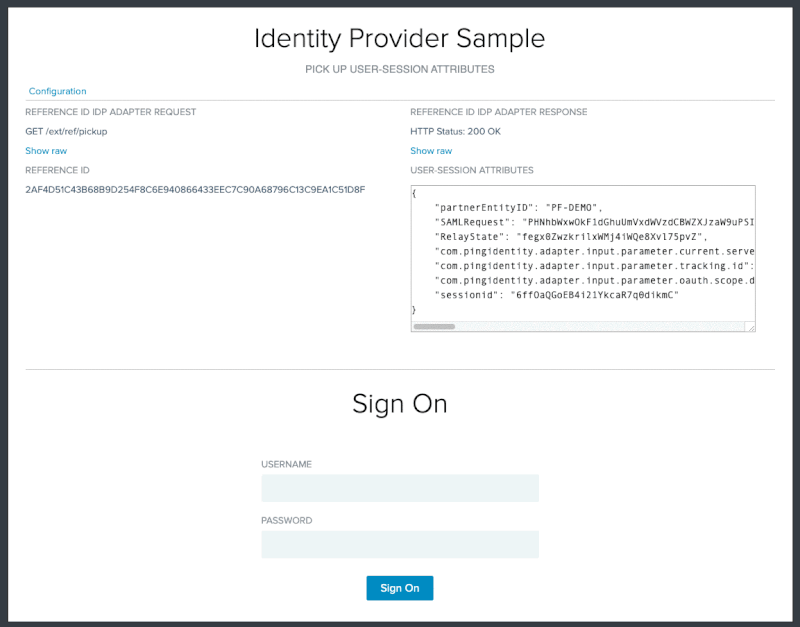 Identity Provider Sample
PICK UP USER-SESSION ATTRIBUTES
Configuration
REFERENCE ID IDP ADAPTER REQUEST
GET /ext/ref/pickup
Show raw
REFERENCE ID
2AF4D51C43B68B9D254F8C6E940866433EEC7C90A68796C13C9EA1C51D8F
REFERENCE ID IDP ADAPTER RESPONSE
HTTP Status: 200 OK
Show raw
USER-SESSION ATTRIBUTES
{
"partnerEntityID": "PF-DEMO",
"SAMLRequest": "PHNhbWxwOkF1dGhuUmVxdWVzdCBWZXJzaW9uPSI
"RelayState": "fegx0ZwzkrilxWMj4iWQe8Xvl75pvZ",
"com.pingidentity.adapter.input.parameter.current.serve
"com.pingidentity.adapter.input.parameter.tracking.id":
"com.pingidentity.adapter.input.parameter.oauth.scope.d
"sessionid": "6ffOaQGoEB4i21YkcaR7q0dikmC"
}
Sign On
USERNAME
PASSWORD
Sign On